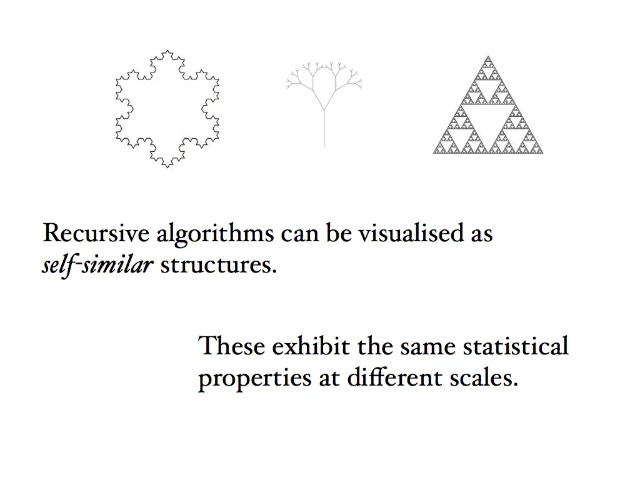 Recursive algorithms can be visualised as
self-similar structures.
These exhibit the same statistical
properties at different scales.